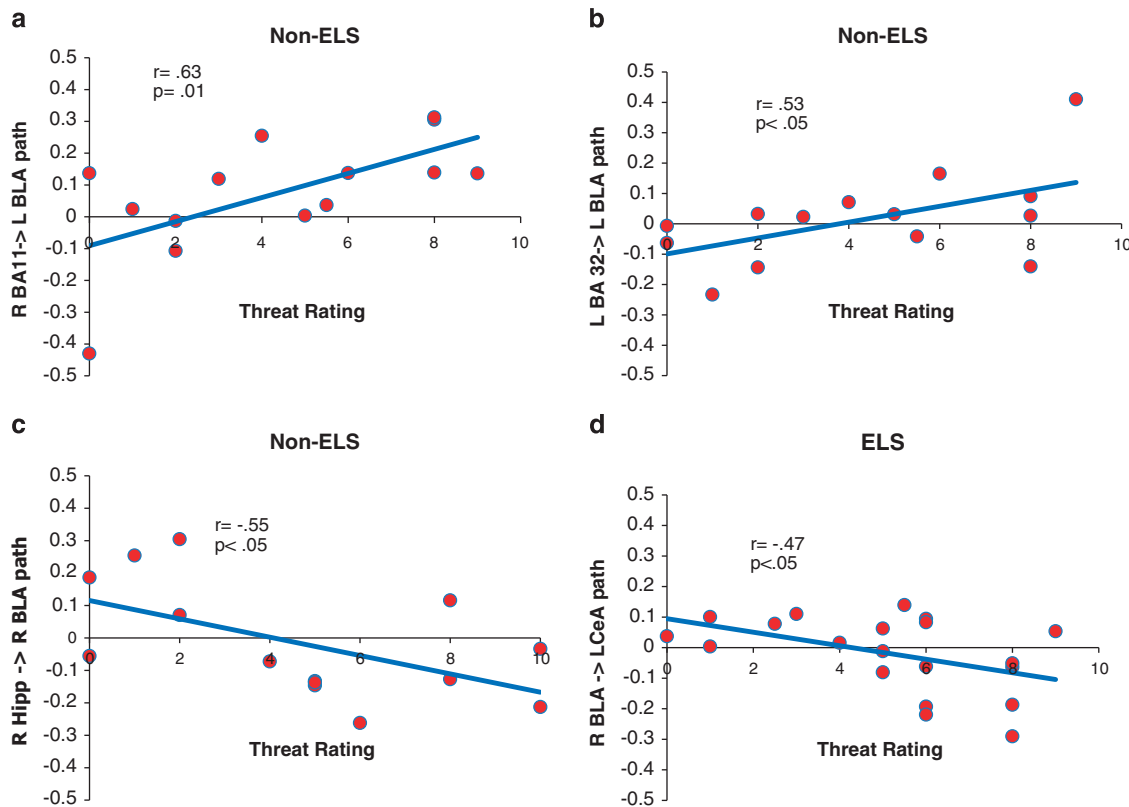 a
Non-ELS
R BA11-> L BLA path
0.5
0.4
0.3
0.2
0.1
0
-0.1
-0.2
-0.3
-0.4
-0.5
r= .63
p= .01
0 2 4 6 8 10
Threat Rating
b
Non-ELS
L BA 32-> L BLA path
0.5
0.4
0.3
0.2
0.1
0
-0.1
-0.2
-0.3
-0.4
-0.5
r= .53
p< .05
0 2 4 6 8 10
Threat Rating
c
Non-ELS
R Hipp -> R BLA path
0.5
0.4
0.3
0.2
0.1
0
-0.1
-0.2
-0.3
-0.4
-0.5
r= -.55
p< .05
0 2 4 6 8 10
Threat Rating
d
ELS
R BLA -> LCeA path
0.5
0.4
0.3
0.2
0.1
0
-0.1
-0.2
-0.3
-0.4
-0.5
r= -.47
p<.05
0 2 4 6 8 10
Threat Rating